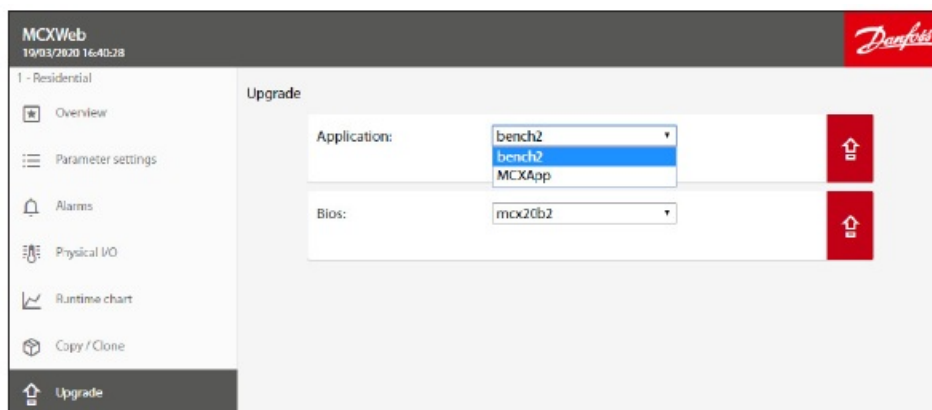 MCXWeb
19/03/2020 16:40:28
Danfoss
1 - Residential
Overview
Parameter settings
Alarms
Physical I/O
Runtime chart
Copy / Clone
Upgrade
Upgrade
Application:
bench2
bench2
MCXApp
Bios:
mcx20b2